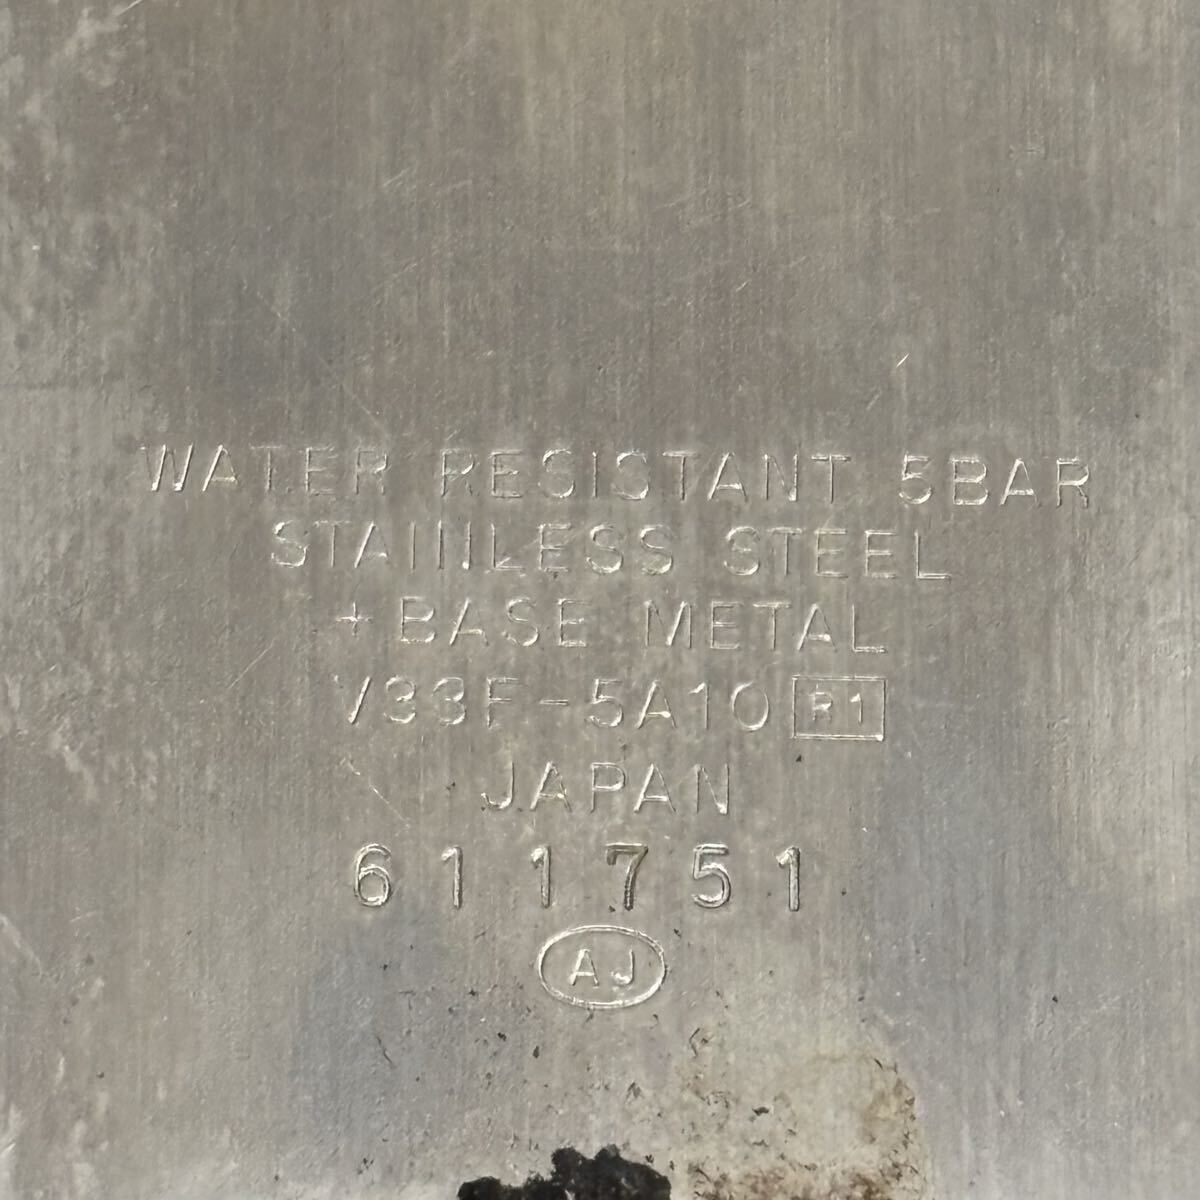 WATER RESISTANT 5BAR
STAINLESS STEEL
+ BASE METAL
V33F-5A10 R1
JAPAN
611751
AJ